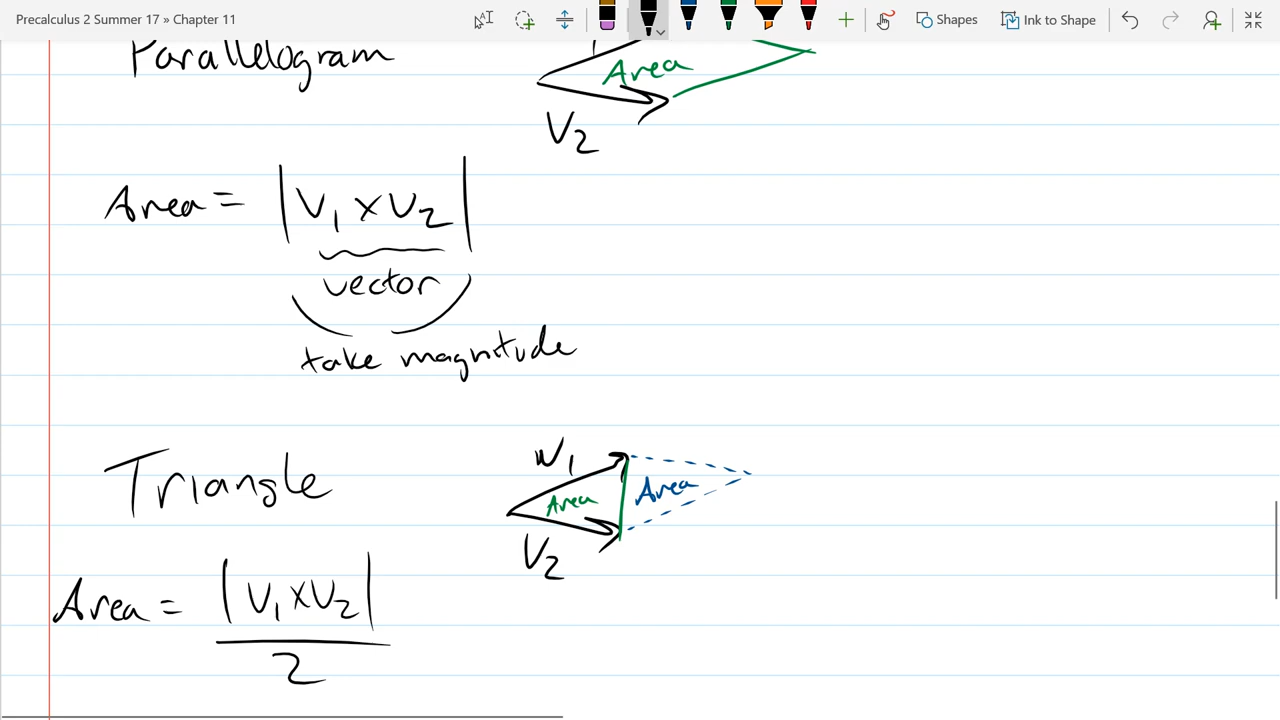 Precalculus 2 Summer 17 » Chapter 11
Shapes
Ink to Shape
Parallelogram
Area
V₂
Area = |V₁ × V₂|
vector
take magnitude
Triangle
V₁
Area
Area
V₂
Area = |V₁ × V₂|
2